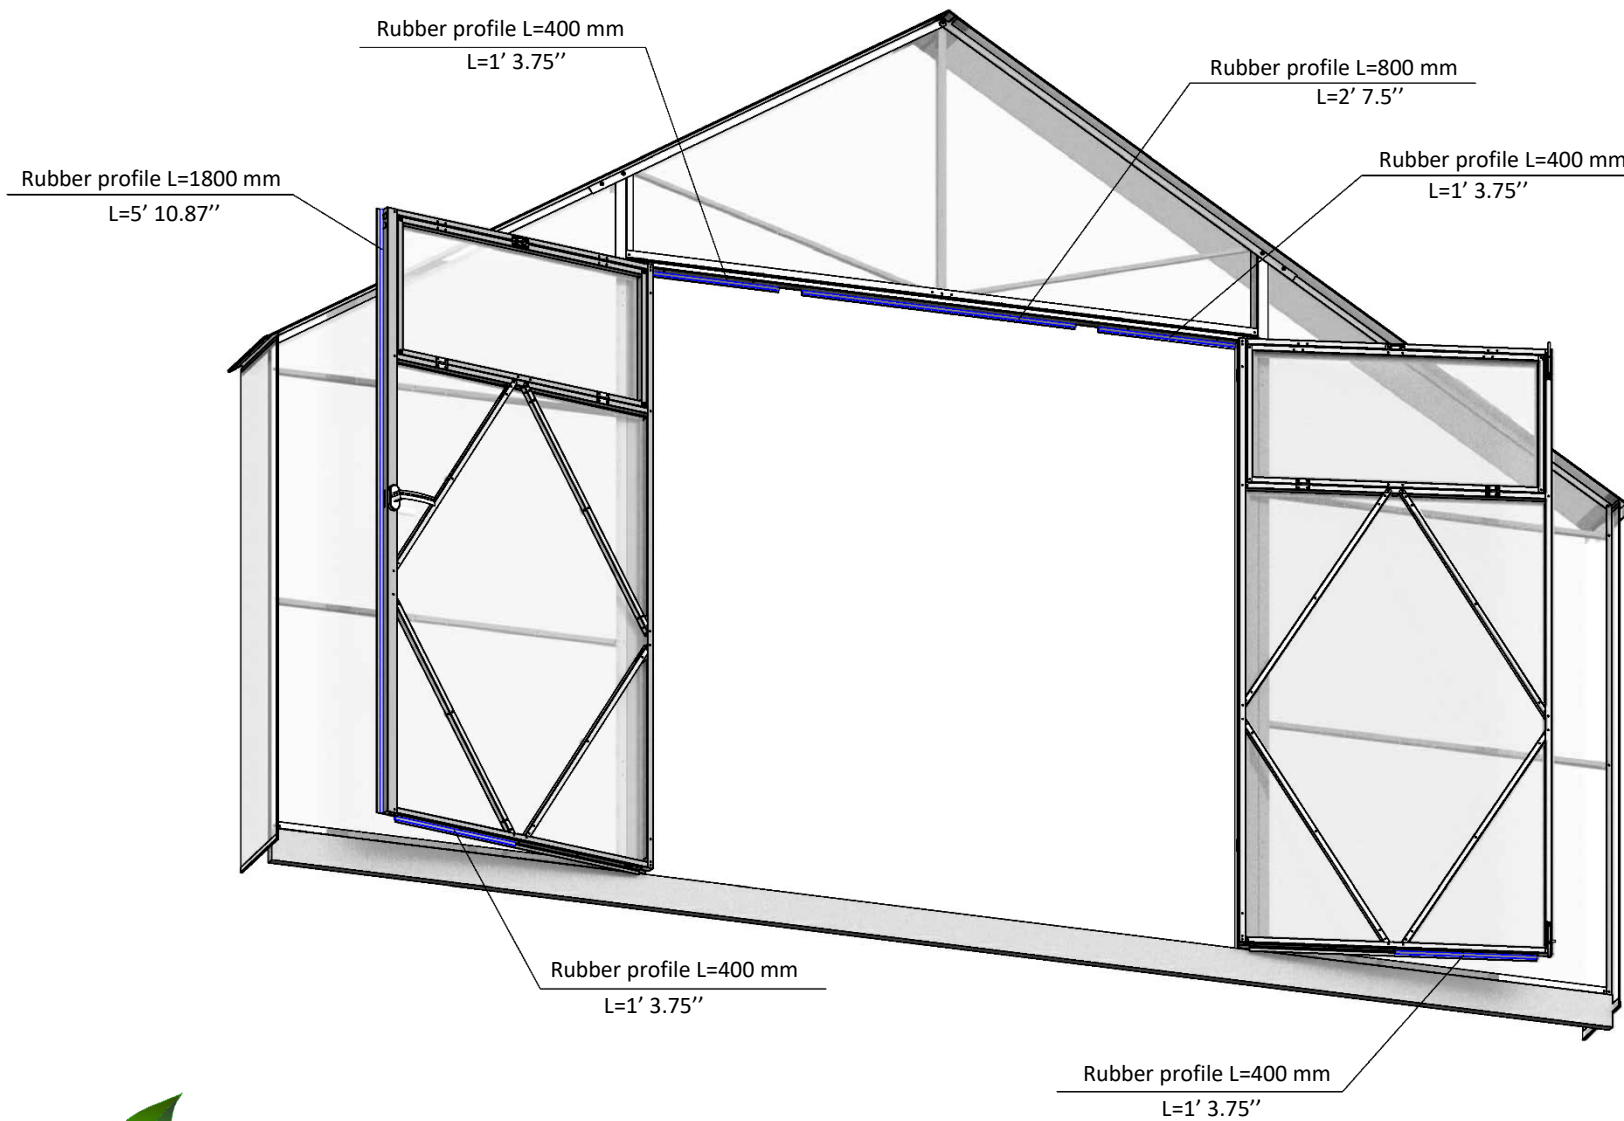 Rubber profile L=400 mm
L=1’ 3.75’’
Rubber profile L=800 mm
L=2’ 7.5’’
Rubber profile L=400 mm
L=1’ 3.75’’
Rubber profile L=1800 mm
L=5’ 10.87’’
Rubber profile L=400 mm
L=1’ 3.75’’
Rubber profile L=400 mm
L=1’ 3.75’’